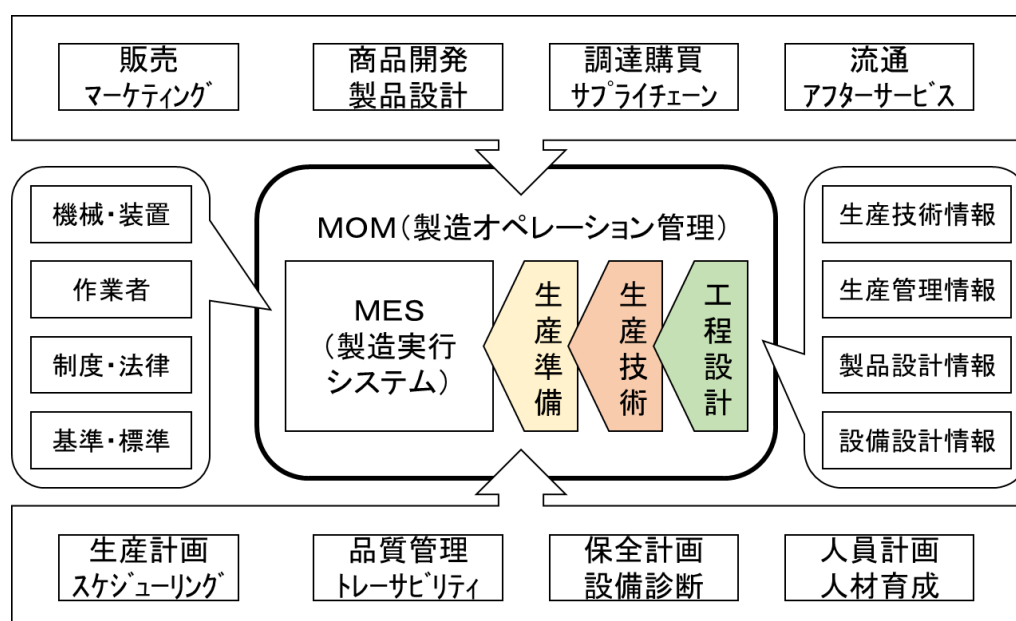 販売
マーケティング
商品開発
製品設計
調達購買
サプライチェーン
流通
アフターサービス
機械・装置
作業者
制度・法律
基準・標準
MOM(製造オペレーション管理)
MES
(製造実行
システム)
生産準備
生産技術
工程設計
生産技術情報
生産管理情報
製品設計情報
設備設計情報
生産計画
スケジューリング
品質管理
トレーサビリティ
保全計画
設備診断
人員計画
人材育成